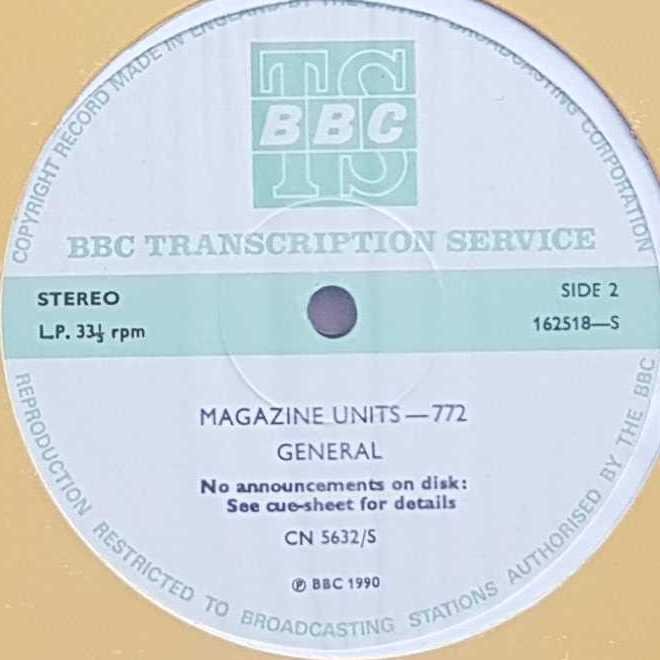 COPYRIGHT RECORD MADE IN ENGLAND BY THE BRITISH BROADCASTING CORPORATION
TS
BBC
TS
BBC TRANSCRIPTION SERVICE
STEREO
SIDE 2
L.P. 33⅓ rpm
162518—S
MAGAZINE UNITS—772
GENERAL
No announcements on disk:
See cue-sheet for details
CN 5632/S
℗ BBC 1990
REPRODUCTION RESTRICTED TO BROADCASTING STATIONS AUTHORISED BY THE BBC